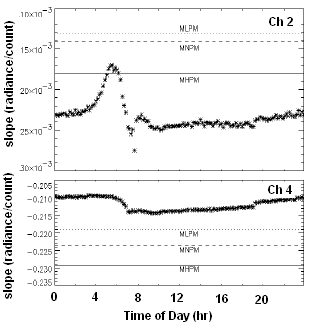 10×10⁻³
Ch 2
MLPM
MNPM
15×10⁻³
MHPM
20×10⁻³
25×10⁻³
30×10⁻³
slope (radiance/count)
-0.205
Ch 4
-0.210
-0.215
MLPM
-0.220
MNPM
-0.225
MHPM
-0.230
-0.235
slope (radiance/count)
0 4 8 12 16 20
Time of Day (hr)